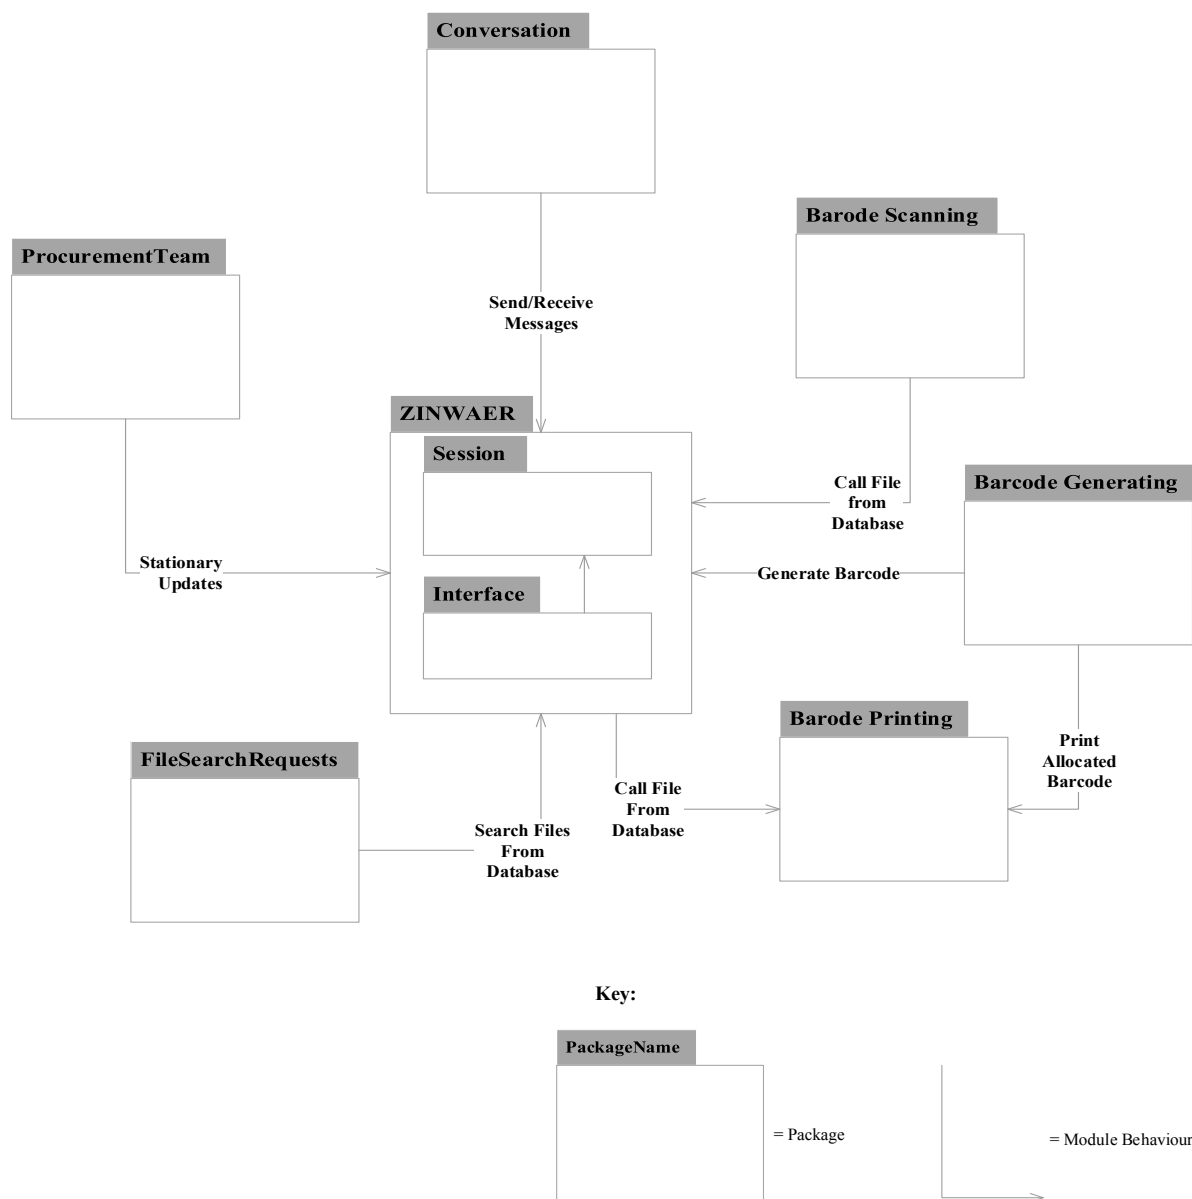 Conversation
Barode Scanning
ProcurementTeam
Send/Receive
Messages
ZINWAER
Session
Call File
from
Database
Barcode Generating
Stationary
Updates
Generate Barcode
Interface
Barode Printing
FileSearchRequests
Print
Allocated
Barcode
Call File
From
Database
Search Files
From
Database
Key:
PackageName
= Package
= Module Behaviour